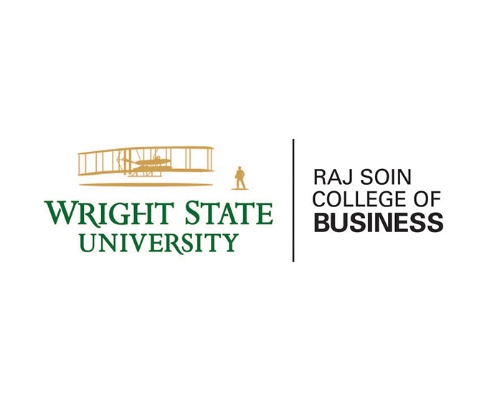 WRIGHT STATE
UNIVERSITY
RAJ SOIN
COLLEGE OF
BUSINESS